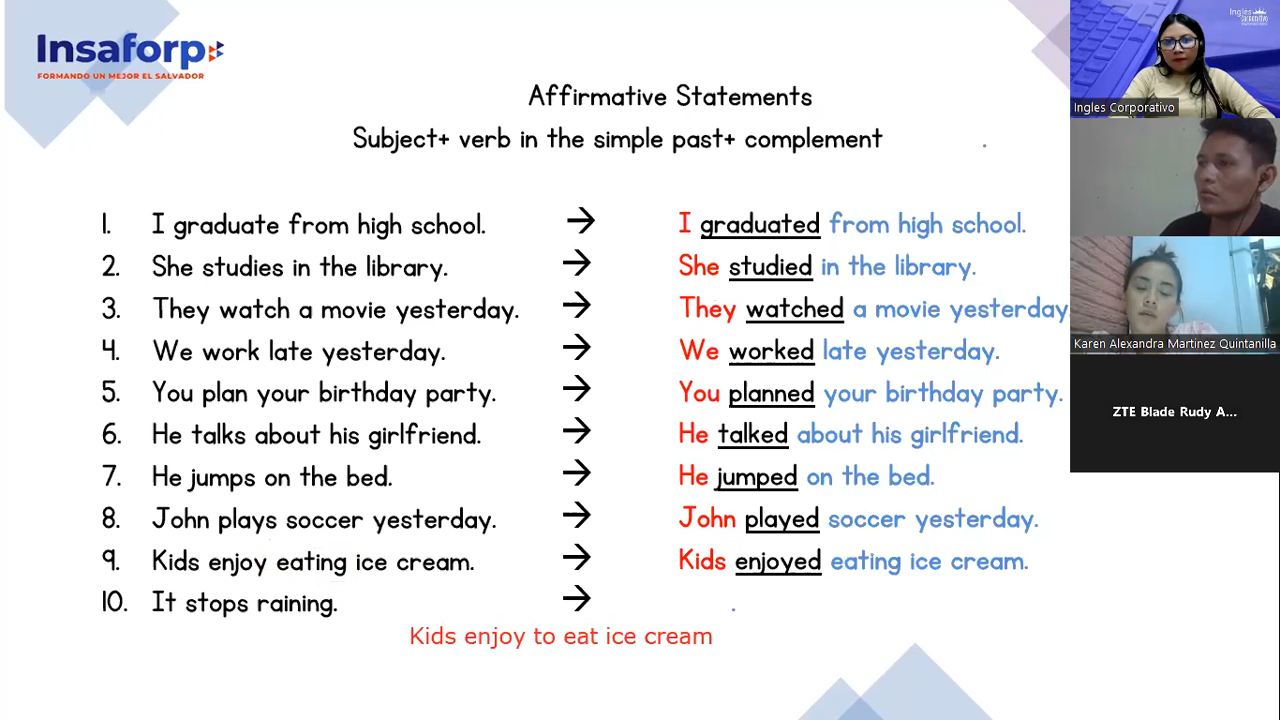 Insaforp
FORMANDO UN MEJOR EL SALVADOR
Affirmative Statements
Subject+ verb in the simple past+ complement
1. I graduate from high school. → I graduated from high school.
2. She studies in the library. → She studied in the library.
3. They watch a movie yesterday. → They watched a movie yesterday
4. We work late yesterday. → We worked late yesterday.
5. You plan your birthday party. → You planned your birthday party.
6. He talks about his girlfriend. → He talked about his girlfriend.
7. He jumps on the bed. → He jumped on the bed.
8. John plays soccer yesterday. → John played soccer yesterday.
9. Kids enjoy eating ice cream. → Kids enjoyed eating ice cream.
10. It stops raining. → .
Kids enjoy to eat ice cream
Ingles
Corporativo
Ingles Corporativo
Karen Alexandra Martinez Quintanilla
ZTE Blade Rudy A...